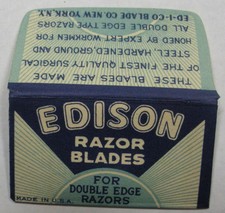 THESE BLADES ARE MADE
OF THE FINEST QUALITY SURGICAL
STEEL, HARDENED, GROUND AND
HONED BY EXPERT WORKMEN FOR
ALL DOUBLE EDGE TYPE RAZORS
ED-I-CO BLADE CO. NEW YORK, N.Y.
EDISON
RAZOR
BLADES
FOR
DOUBLE EDGE
RAZORS
MADE IN U.S.A.